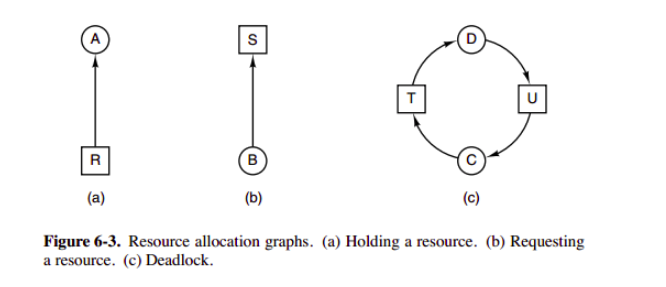 A
S
D
T
U
R
B
C
(a)
(b)
(c)
Figure 6-3. Resource allocation graphs. (a) Holding a resource. (b) Requesting
a resource. (c) Deadlock.